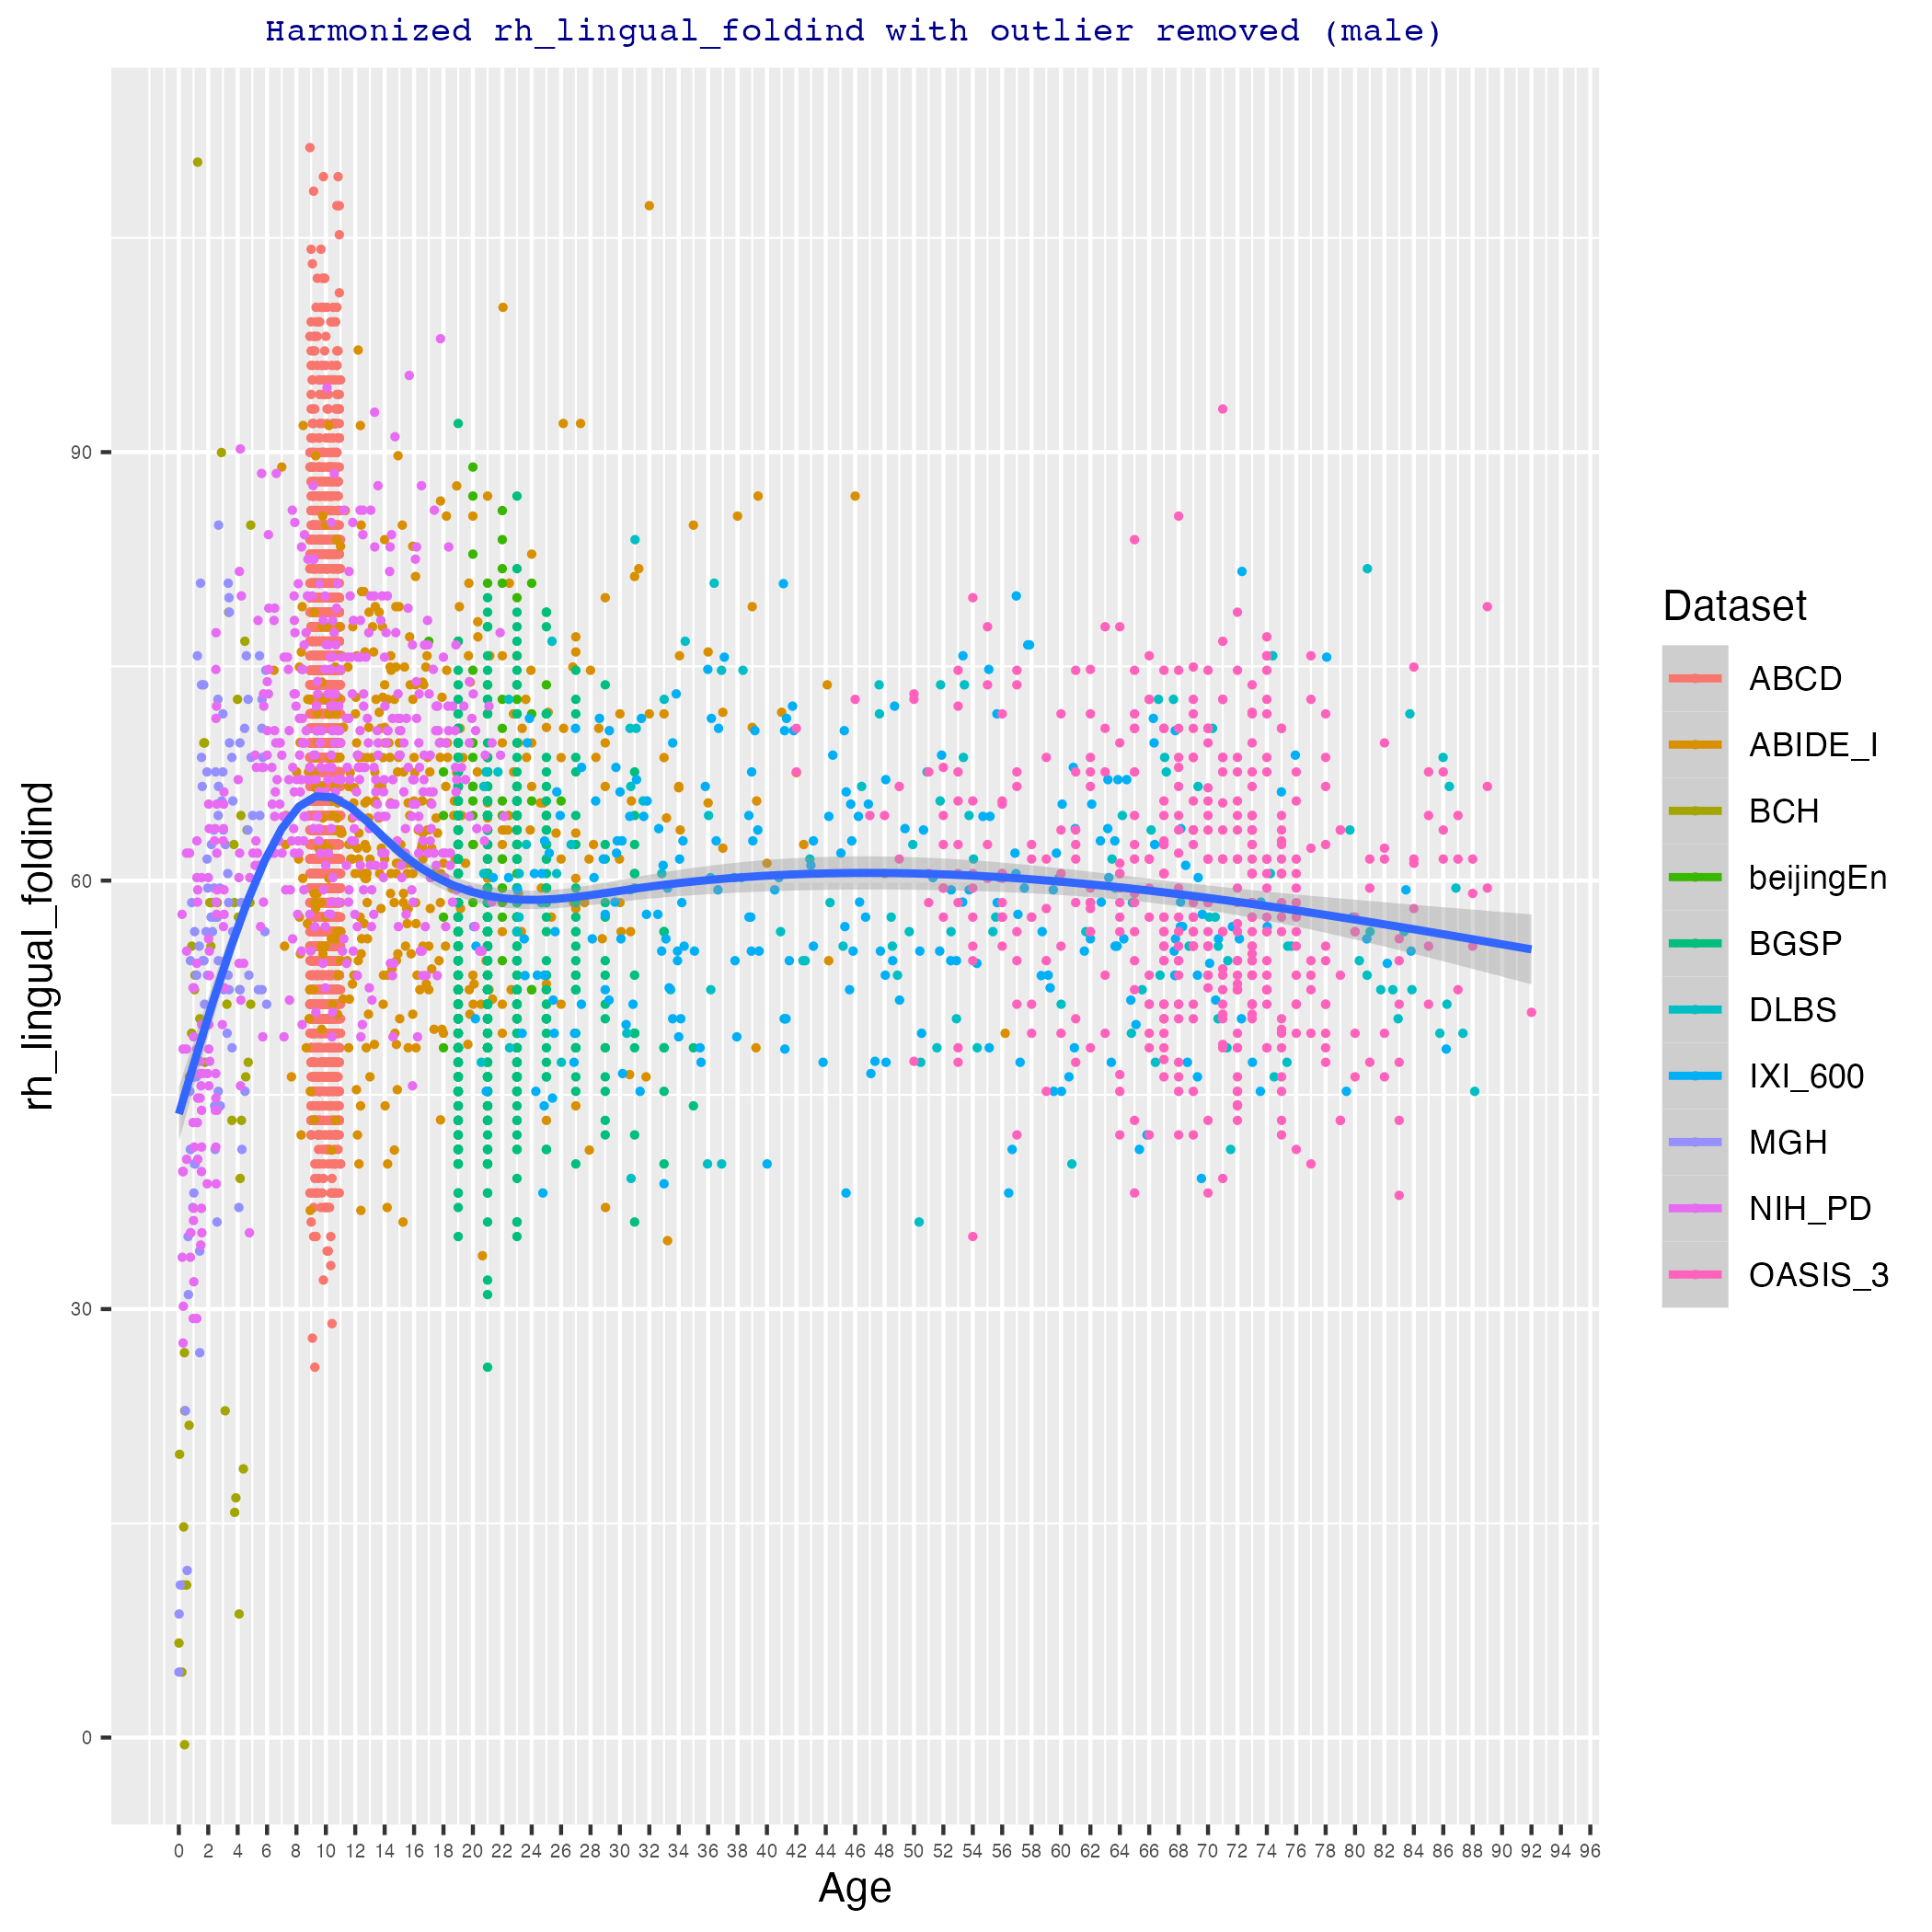 Harmonized rh_lingual_foldind with outlier removed (male)
rh_lingual_foldind
90
60
30
0
0 2 4 6 8 10 12 14 16 18 20 22 24 26 28 30 32 34 36 38 40 42 44 46 48 50 52 54 56 58 60 62 64 66 68 70 72 74 76 78 80 82 84 86 88 90 92 94 96
Age
Dataset
ABCD
ABIDE_I
BCH
beijingEn
BGSP
DLBS
IXI_600
MGH
NIH_PD
OASIS_3